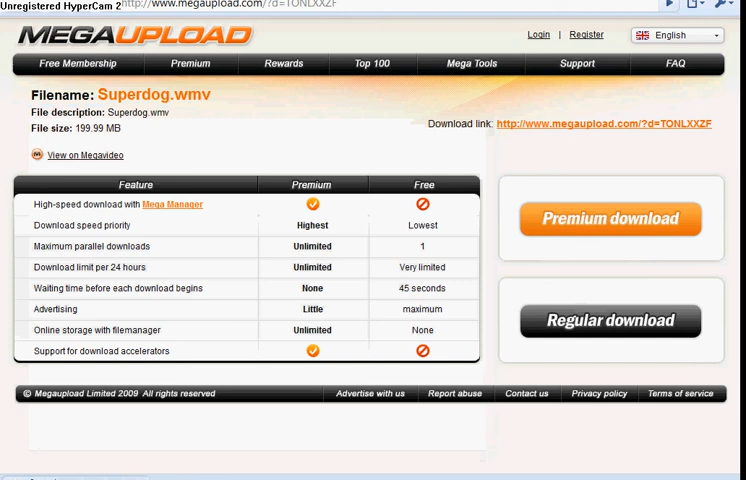 Unregistered HyperCam 2
http://www.megaupload.com/?d=TONLXXZF
MEGAUPLOAD
Login | Register
English
Free Membership Premium Rewards Top 100 Mega Tools Support FAQ
Filename: Superdog.wmv
File description: Superdog.wmv
File size: 199.99 MB
Download link: http://www.megaupload.com/?d=TONLXXZF
View on Megavideo
Feature Premium Free
High-speed download with Mega Manager
Download speed priority Highest Lowest
Maximum parallel downloads Unlimited 1
Download limit per 24 hours Unlimited Very limited
Waiting time before each download begins None 45 seconds
Advertising Little maximum
Online storage with filemanager Unlimited None
Support for download accelerators
Premium download
Regular download
© Megaupload Limited 2009 All rights reserved
Advertise with us Report abuse Contact us Privacy policy Terms of service